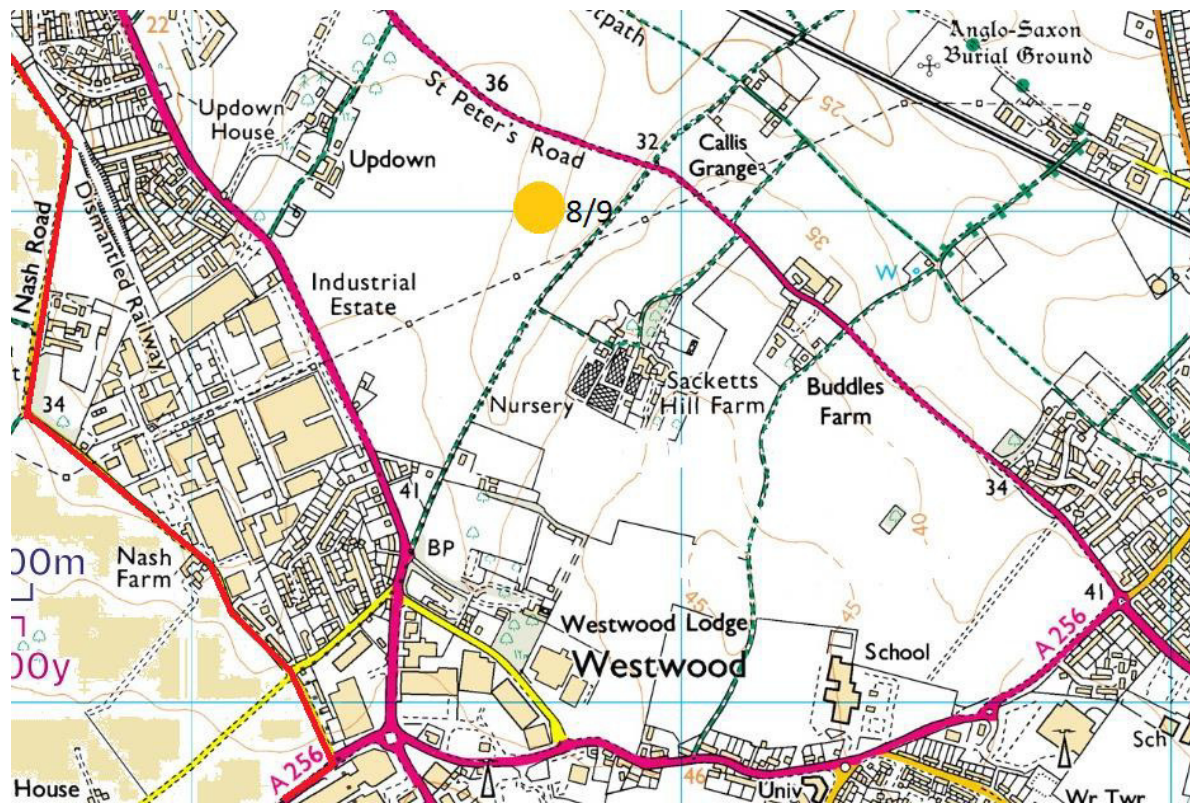 22
Updown
House
Updown
36
St Peter's Road
32
Callis
Grange
Anglo-Saxon
Burial Ground
25
8/9
35
W
Nash Road
Dismantled Railway
Industrial
Estate
34
Nursery
Sacketts
Hill Farm
Buddles
Farm
41
BP
34
40
Nash
Farm
00m
00y
45
45
41
Westwood Lodge
Westwood
School
A 256
A 256
House
46
Univ
Sch
Wr Twr